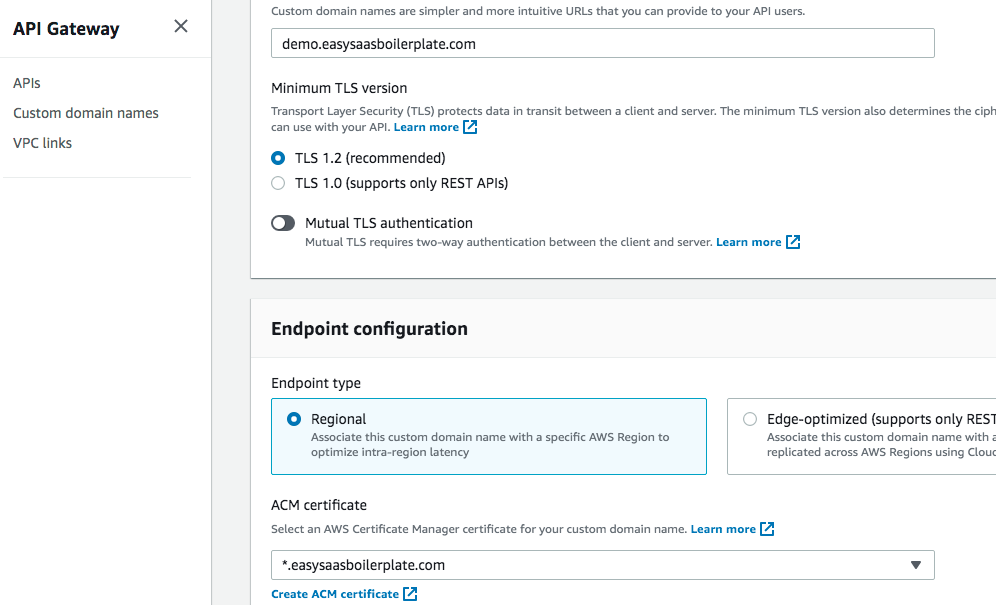 API Gateway
APIs
Custom domain names
VPC links
Custom domain names are simpler and more intuitive URLs that you can provide to your API users.
demo.easysaasboilerplate.com
Minimum TLS version
Transport Layer Security (TLS) protects data in transit between a client and server. The minimum TLS version also determines the ciph
can use with your API. Learn more
TLS 1.2 (recommended)
TLS 1.0 (supports only REST APIs)
Mutual TLS authentication
Mutual TLS requires two-way authentication between the client and server. Learn more
Endpoint configuration
Endpoint type
Regional
Associate this custom domain name with a specific AWS Region to
optimize intra-region latency
Edge-optimized (supports only REST
Associate this custom domain name with a
replicated across AWS Regions using Clou
ACM certificate
Select an AWS Certificate Manager certificate for your custom domain name. Learn more
*.easysaasboilerplate.com
Create ACM certificate